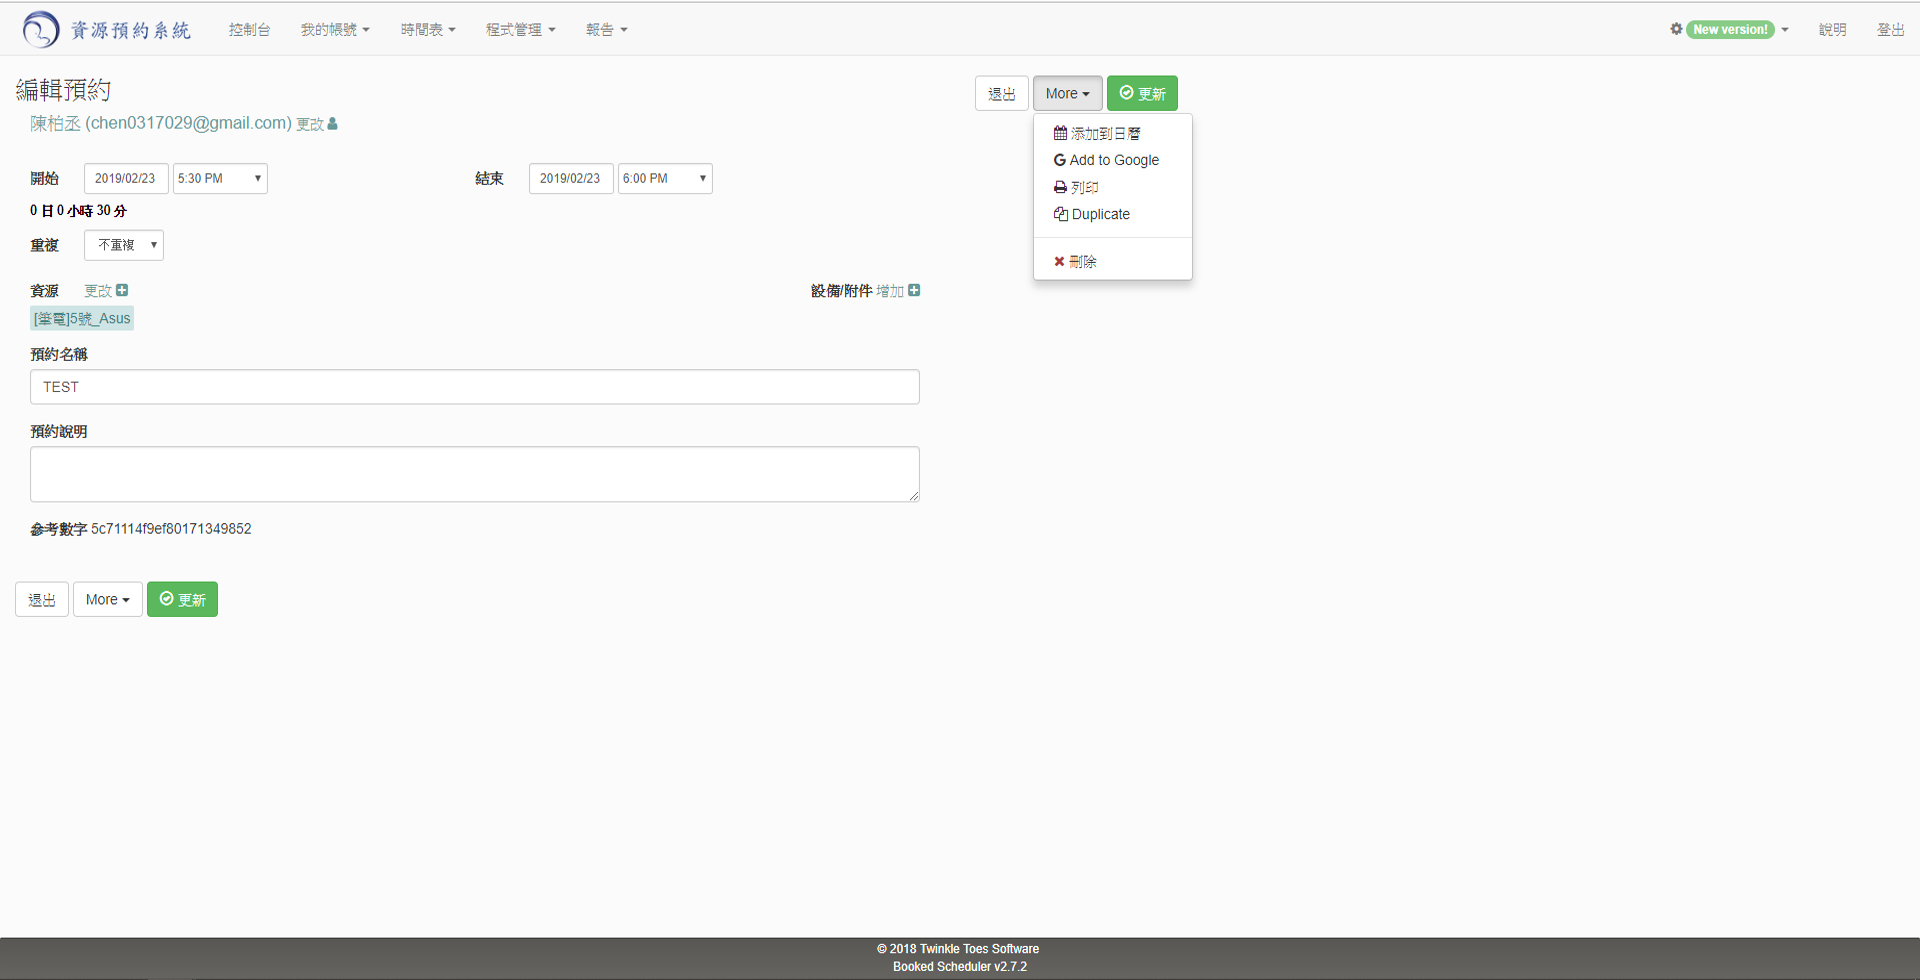 資源預約系統 控制台 我的帳號 時間表 程式管理 報告 New version! 說明 登出
編輯預約 退出 More 更新
陳柏丞 (chen0317029@gmail.com) 更改
添加到日曆
Add to Google
列印
Duplicate
刪除
開始 2019/02/23 5:30 PM 結束 2019/02/23 6:00 PM
0 日 0 小時 30 分
重複 不重複
資源 更改 設備/附件 增加
[筆電]5號_Asus
預約名稱
TEST
預約說明
參考數字 5c71114f9ef80171349852
退出 More 更新
© 2018 Twinkle Toes Software
Booked Scheduler v2.7.2